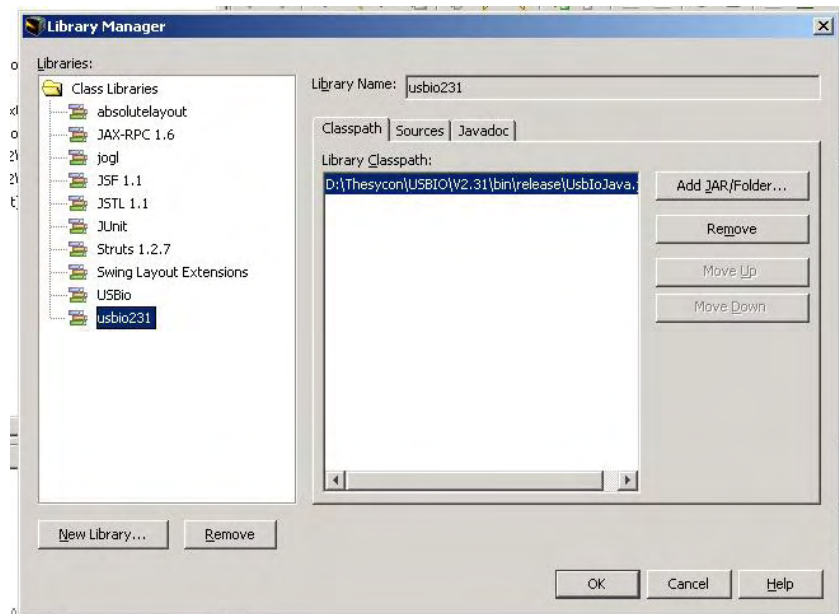 Library Manager
Libraries:
Class Libraries
absolutelayout
JAX-RPC 1.6
jogl
JSF 1.1
JSTL 1.1
JUnit
Struts 1.2.7
Swing Layout Extensions
USBio
usbio231
New Library...
Remove
Library Name: usbio231
Classpath
Sources
Javadoc
Library Classpath:
D:\Thesycon\USBIO\V2.31\bin\release\UsbIoJava.j
Add JAR/Folder...
Remove
Move Up
Move Down
OK
Cancel
Help